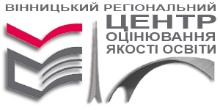 ВІННИЦЬКИЙ РЕГІОНАЛЬНИЙ
ЦЕНТР
ОЦІНЮВАННЯ
ЯКОСТІ ОСВІТИ